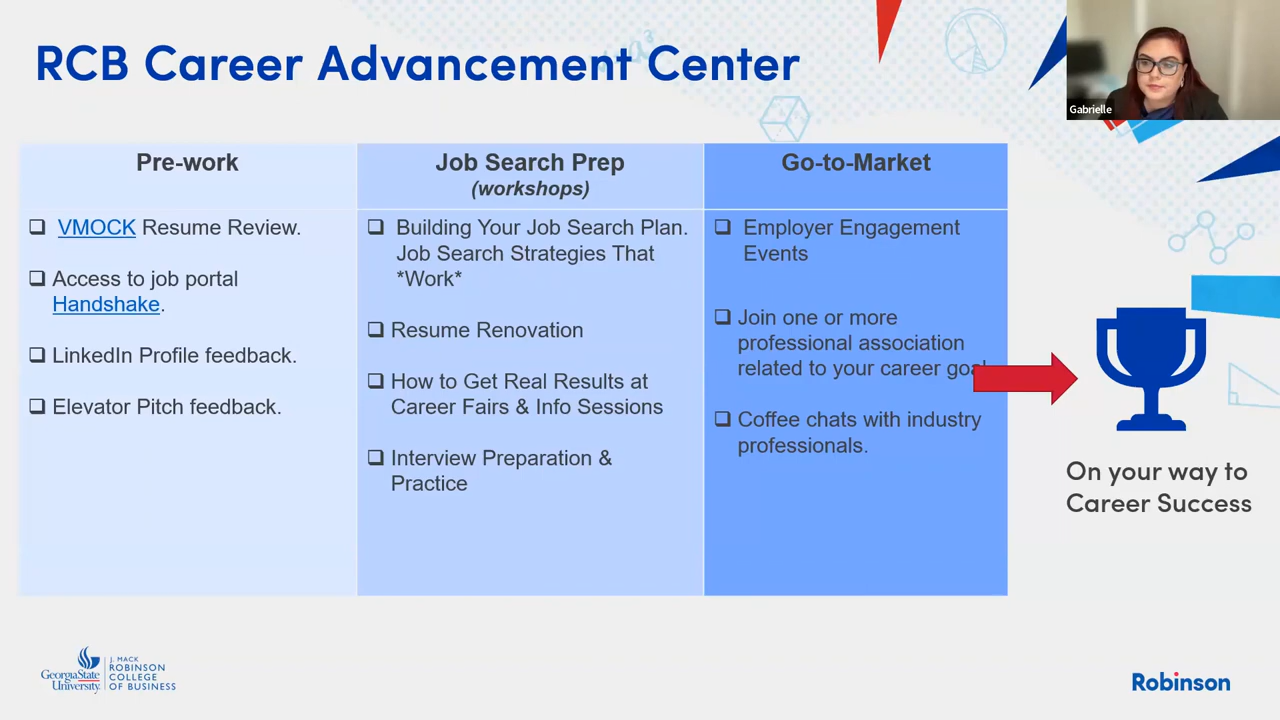 RCB Career Advancement Center
Gabrielle
Pre-work
VMOCK Resume Review.
Access to job portal
Handshake.
LinkedIn Profile feedback.
Elevator Pitch feedback.
Job Search Prep
(workshops)
Building Your Job Search Plan.
Job Search Strategies That
*Work*
Resume Renovation
How to Get Real Results at
Career Fairs & Info Sessions
Interview Preparation &
Practice
Go-to-Market
Employer Engagement
Events
Join one or more
professional association
related to your career goal
Coffee chats with industry
professionals.
On your way to
Career Success
GeorgiaState
University
J. MACK
ROBINSON
COLLEGE
OF BUSINESS
Robinson